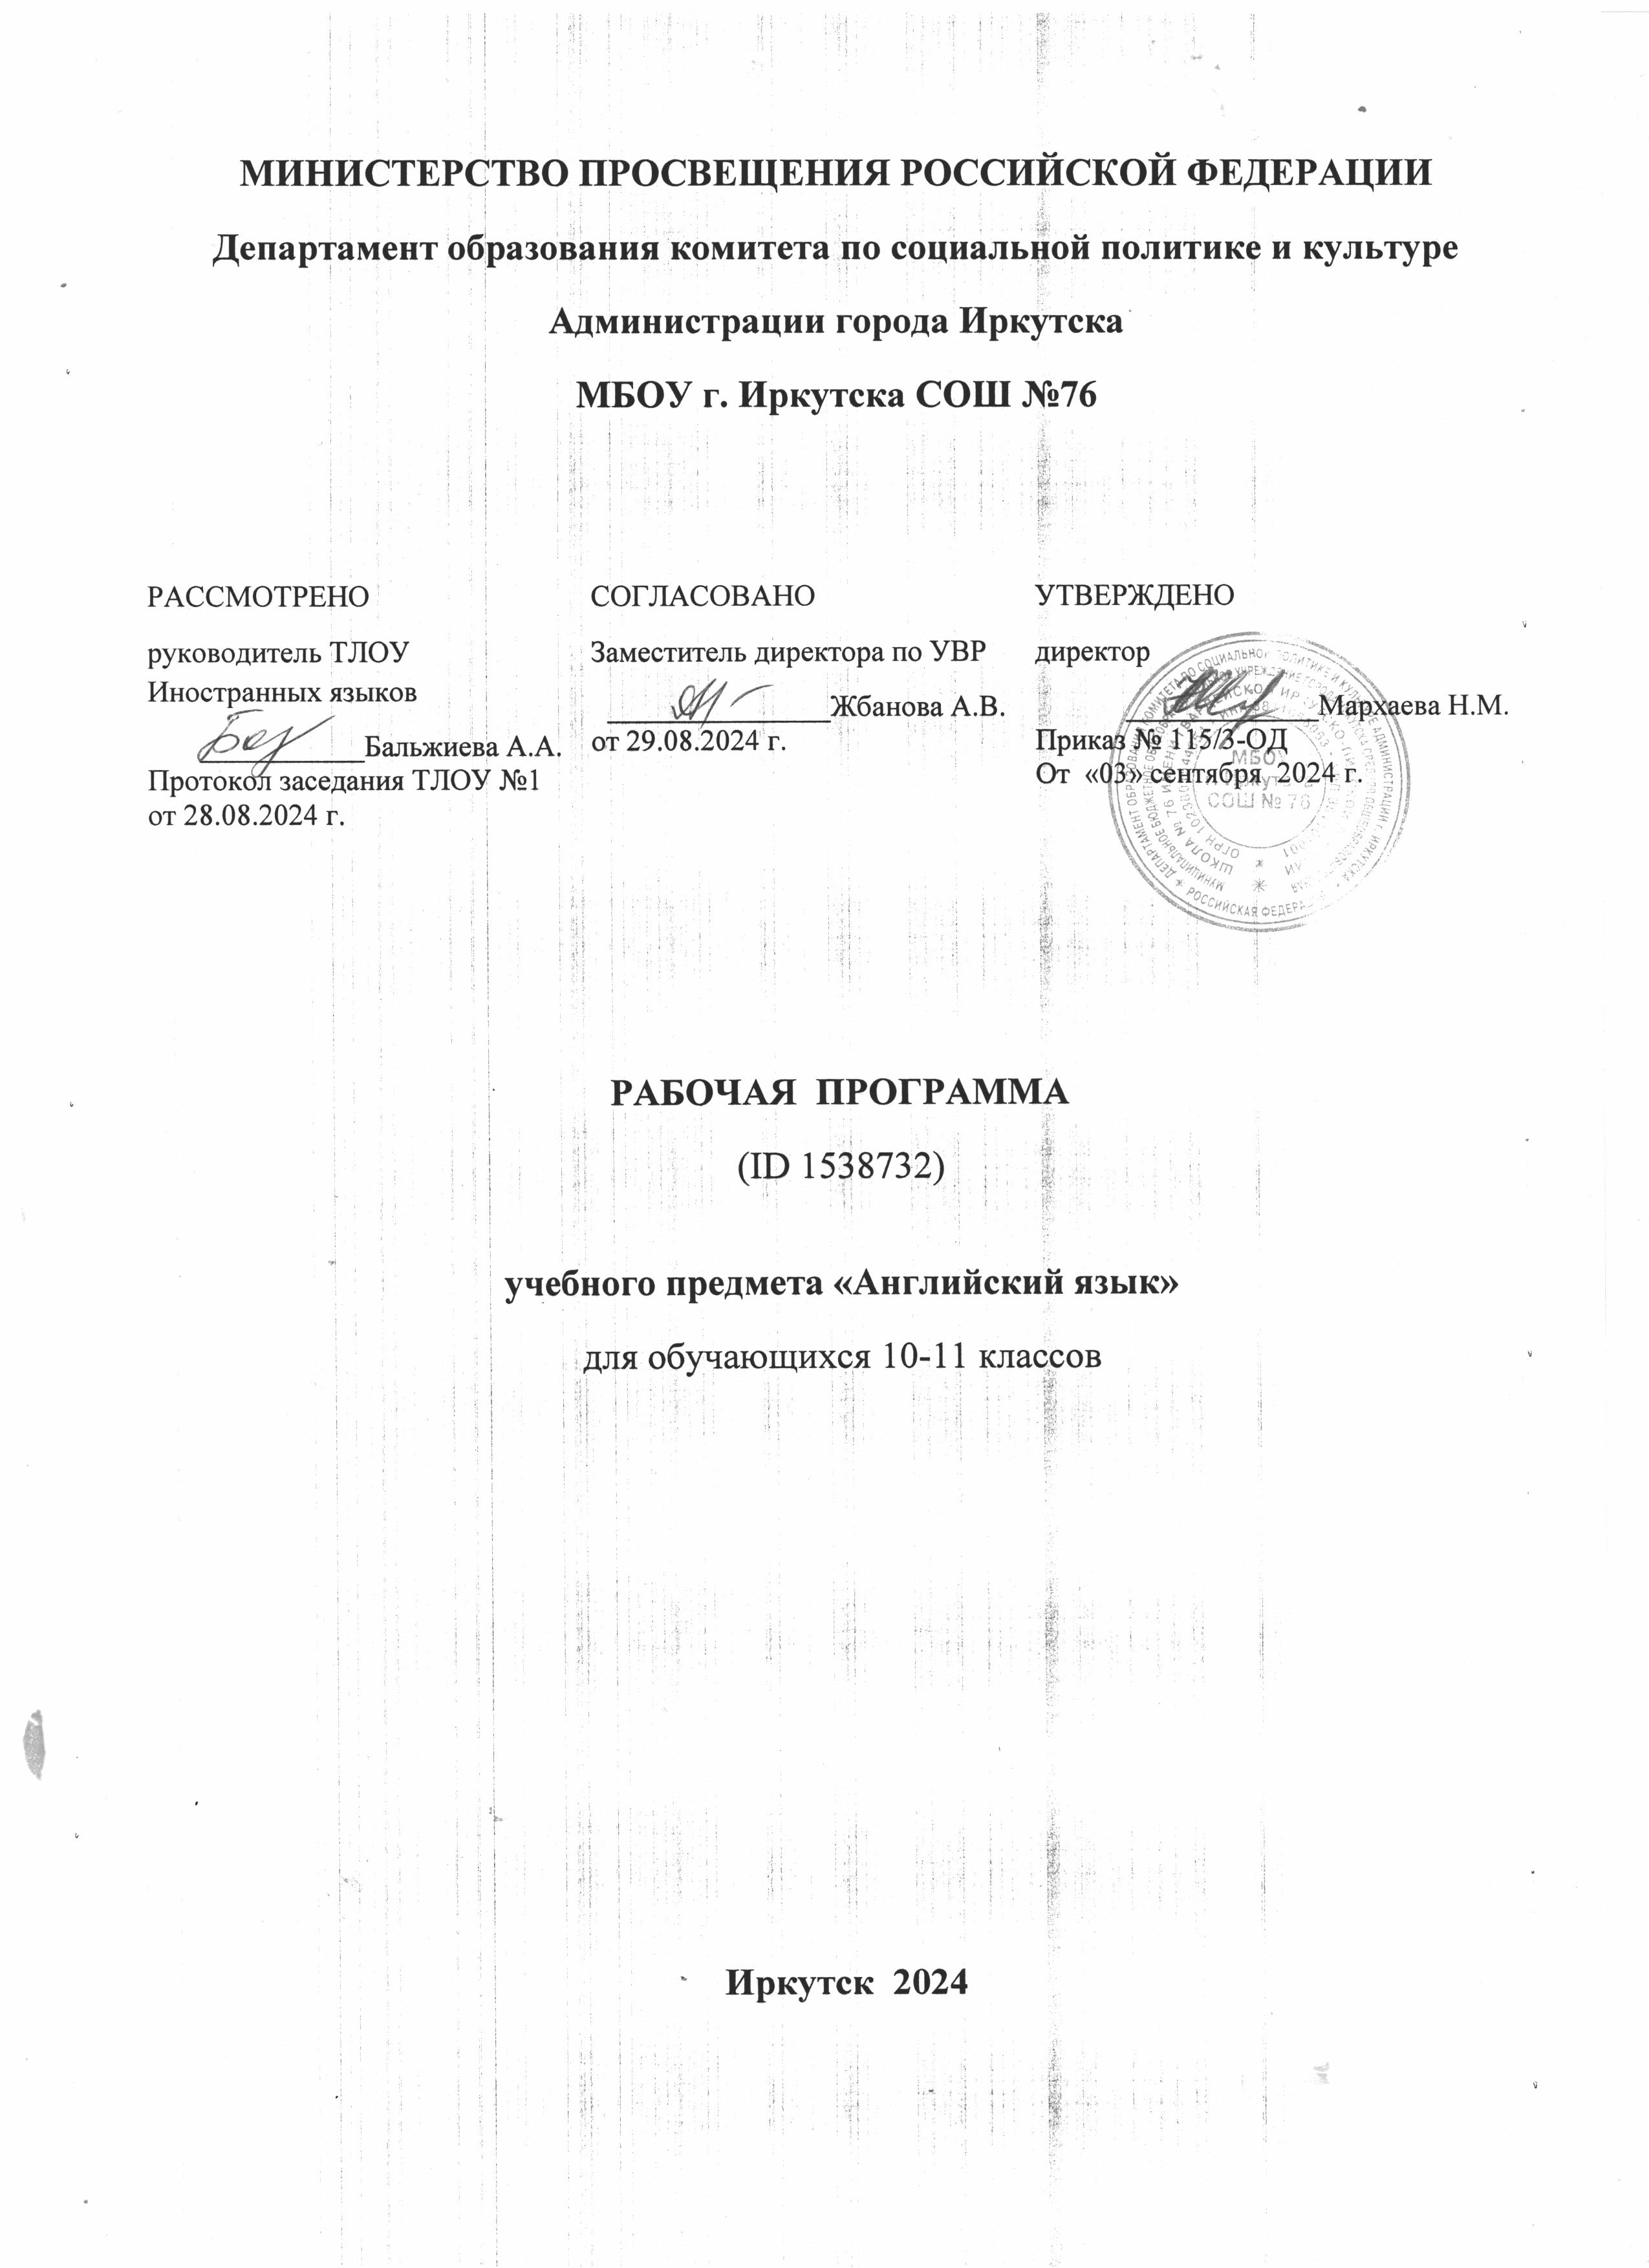 МИНИСТЕРСТВО ПРОСВЕЩЕНИЯ РОССИЙСКОЙ ФЕДЕРАЦИИ
Департамент образования комитета по социальной политике и культуре
Администрации города Иркутска
МБОУ г. Иркутска СОШ №76
РАССМОТРЕНО
руководитель ТЛОУ
Иностранных языков
Бальжиева А.А.
Протокол заседания ТЛОУ №1
от 28.08.2024 г.
СОГЛАСОВАНО
Заместитель директора по УВР
Жбанова А.В.
от 29.08.2024 г.
УТВЕРЖДЕНО
директор
Мархаева Н.М.
Приказ № 115/3-ОД
От «03» сентября 2024 г.
МБОУ
СОШ № 76
РАБОЧАЯ ПРОГРАММА
(ID 1538732)
учебного предмета «Английский язык»
для обучающихся 10-11 классов
Иркутск 2024